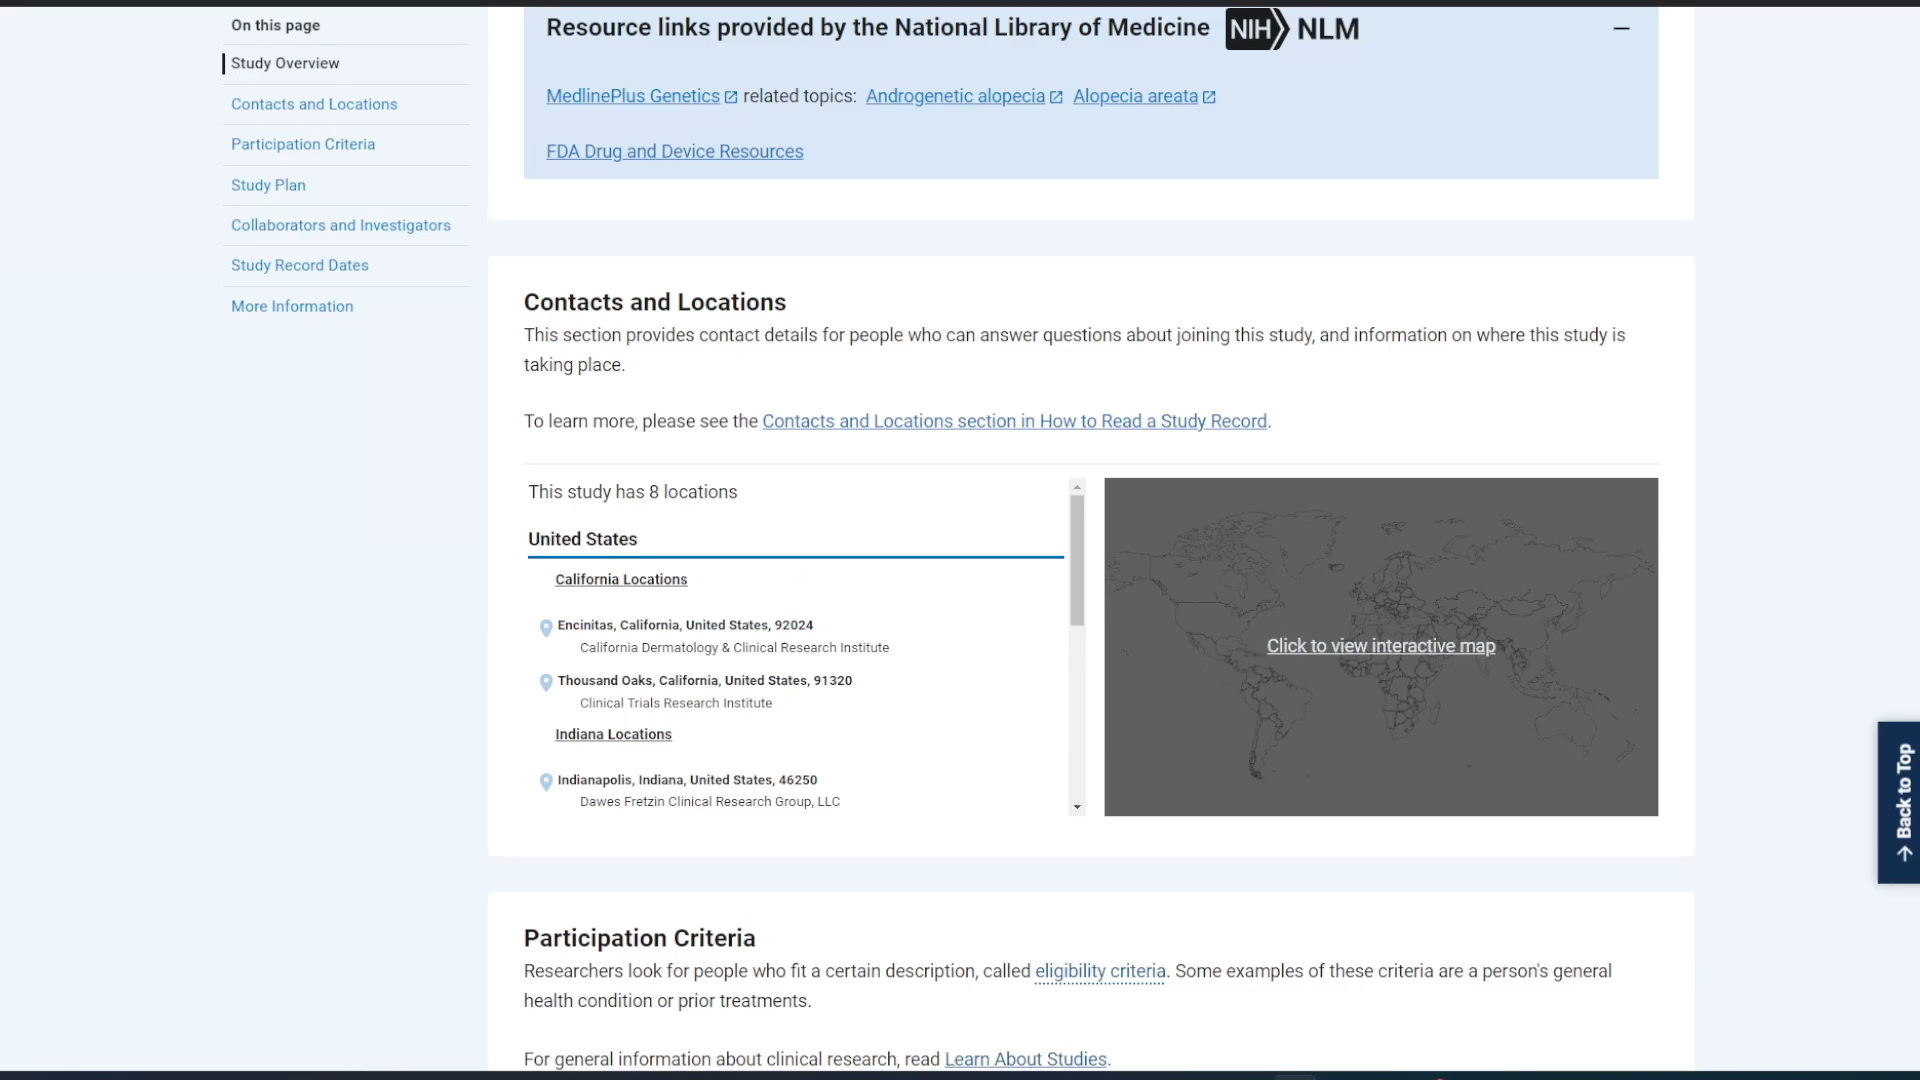 On this page
Study Overview
Contacts and Locations
Participation Criteria
Study Plan
Collaborators and Investigators
Study Record Dates
More Information
Resource links provided by the National Library of Medicine NIH NLM
MedlinePlus Genetics related topics: Androgenetic alopecia Alopecia areata
FDA Drug and Device Resources
Contacts and Locations
This section provides contact details for people who can answer questions about joining this study, and information on where this study is
taking place.
To learn more, please see the Contacts and Locations section in How to Read a Study Record.
This study has 8 locations
United States
California Locations
Encinitas, California, United States, 92024
California Dermatology & Clinical Research Institute
Thousand Oaks, California, United States, 91320
Clinical Trials Research Institute
Indiana Locations
Indianapolis, Indiana, United States, 46250
Dawes Fretzin Clinical Research Group, LLC
Click to view interactive map
Back to Top
Participation Criteria
Researchers look for people who fit a certain description, called eligibility criteria. Some examples of these criteria are a person's general
health condition or prior treatments.
For general information about clinical research, read Learn About Studies.